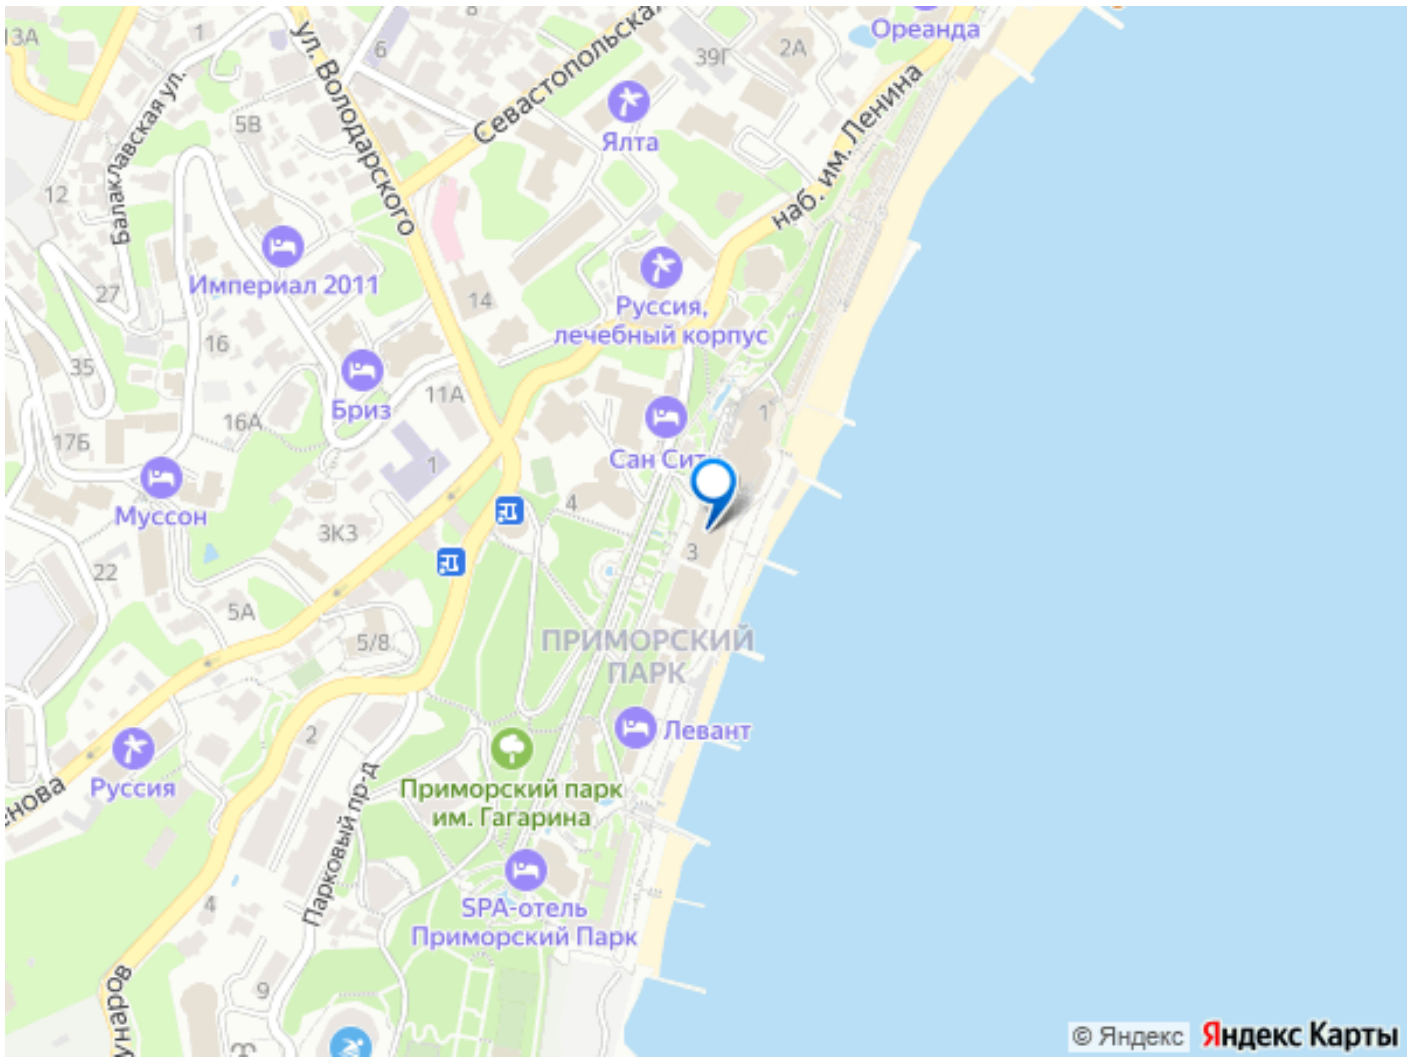 Ореанда
13А
1
8
6
39Г
2А
ул. Володарского
Севастопольская
наб. им. Ленина
Балаклавская ул.
5В
Ялта
12
Империал 2011
27
14
Руссия,
лечебный корпус
16
35
Бриз
11А
1
16А
17Б
Сан Сити
1
Муссон
4
3К3
3
22
5А
5/8
ПРИМОРСКИЙ
ПАРК
2
Левант
Руссия
Приморский парк
им. Гагарина
Парковый пр-д
SPA-отель
Приморский Парк
4
9
© Яндекс Яндекс Карты